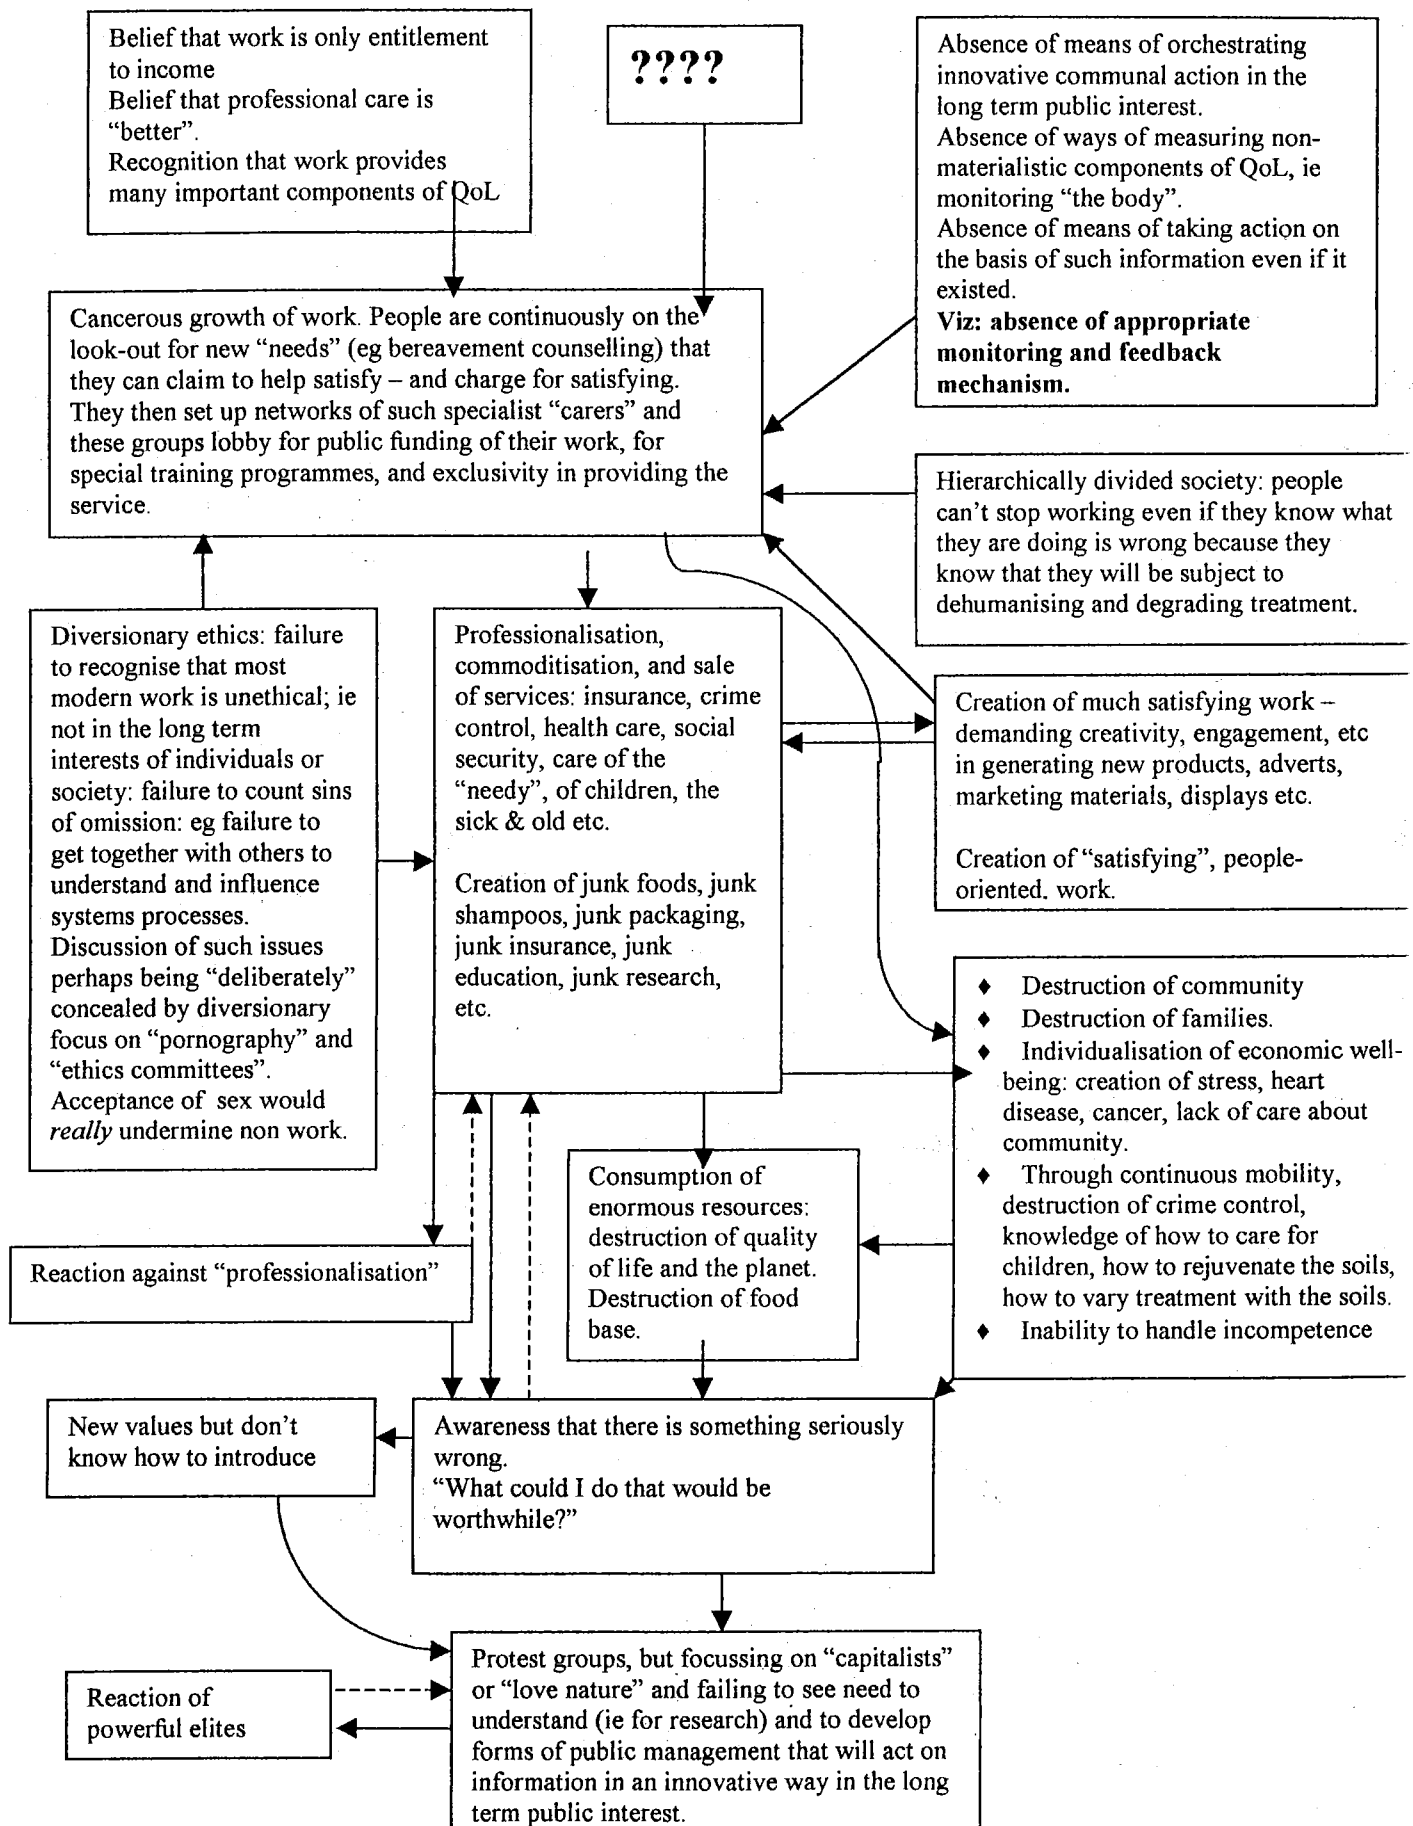 Belief that work is only entitlement
to income
Belief that professional care is
“better”.
Recognition that work provides
many important components of QoL
????
Absence of means of orchestrating
innovative communal action in the
long term public interest.
Absence of ways of measuring non-
materialistic components of QoL, ie
monitoring “the body”.
Absence of means of taking action on
the basis of such information even if it
existed.
Viz: absence of appropriate
monitoring and feedback
mechanism.
Cancerous growth of work. People are continuously on the
look-out for new “needs” (eg bereavement counselling) that
they can claim to help satisfy – and charge for satisfying.
They then set up networks of such specialist “carers” and
these groups lobby for public funding of their work, for
special training programmes, and exclusivity in providing the
service.
Hierarchically divided society: people
can’t stop working even if they know what
they are doing is wrong because they
know that they will be subject to
dehumanising and degrading treatment.
Diversionary ethics: failure
to recognise that most
modern work is unethical; ie
not in the long term
interests of individuals or
society: failure to count sins
of omission: eg failure to
get together with others to
understand and influence
systems processes.
Discussion of such issues
perhaps being “deliberately”
concealed by diversionary
focus on “pornography” and
“ethics committees”.
Acceptance of sex would
really undermine non work.
Professionalisation,
commoditisation, and sale
of services: insurance, crime
control, health care, social
security, care of the
“needy”, of children, the
sick & old etc.
Creation of junk foods, junk
shampoos, junk packaging,
junk insurance, junk
education, junk research,
etc.
Creation of much satisfying work –
demanding creativity, engagement, etc
in generating new products, adverts,
marketing materials, displays etc.
Creation of “satisfying”, people-
oriented. work.
♦ Destruction of community
♦ Destruction of families.
♦ Individualisation of economic well-
being: creation of stress, heart
disease, cancer, lack of care about
community.
♦ Through continuous mobility,
destruction of crime control,
knowledge of how to care for
children, how to rejuvenate the soils,
how to vary treatment with the soils.
♦ Inability to handle incompetence
Consumption of
enormous resources:
destruction of quality
of life and the planet.
Destruction of food
base.
Reaction against “professionalisation”
New values but don’t
know how to introduce
Awareness that there is something seriously
wrong.
“What could I do that would be
worthwhile?”
Reaction of
powerful elites
Protest groups, but focussing on “capitalists”
or “love nature” and failing to see need to
understand (ie for research) and to develop
forms of public management that will act on
information in an innovative way in the long
term public interest.